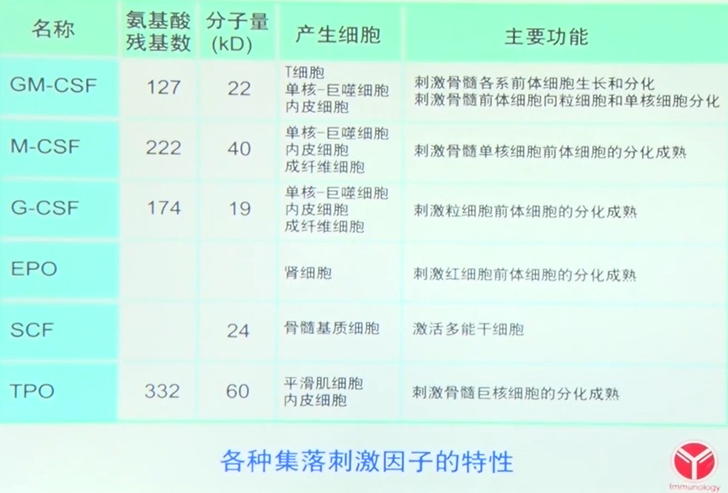 名称 氨基酸残基数 分子量(kD) 产生细胞 主要功能
GM-CSF 127 22 T细胞 单核-巨噬细胞 内皮细胞 刺激骨髓各系前体细胞生长和分化 刺激骨髓前体细胞向粒细胞和单核细胞分化
M-CSF 222 40 单核-巨噬细胞 内皮细胞 成纤维细胞 刺激骨髓单核细胞前体细胞的分化成熟
G-CSF 174 19 单核-巨噬细胞 内皮细胞 成纤维细胞 刺激粒细胞前体细胞的分化成熟
EPO 肾细胞 刺激红细胞前体细胞的分化成熟
SCF 24 骨髓基质细胞 激活多能干细胞
TPO 332 60 平滑肌细胞 内皮细胞 刺激骨髓巨核细胞的分化成熟
各种集落刺激因子的特性
Immunology